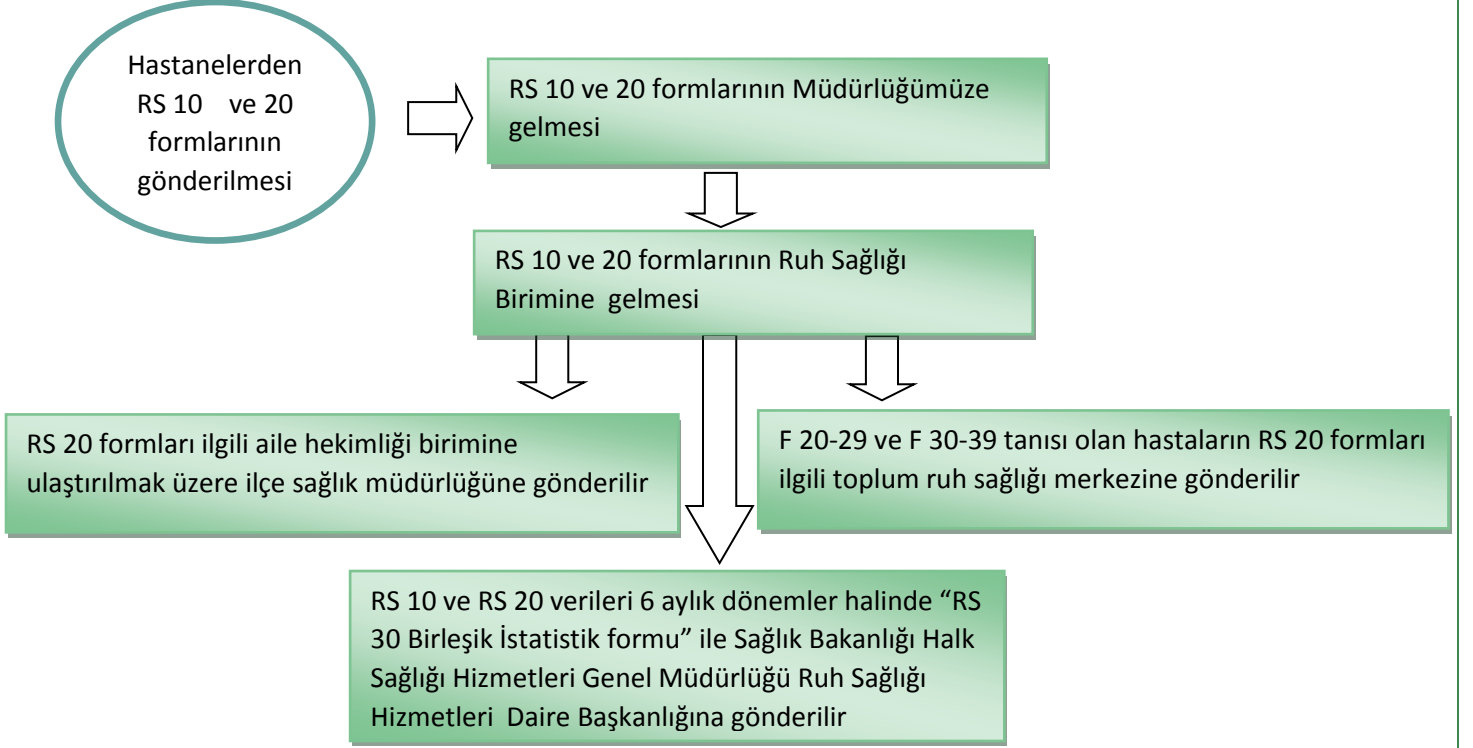 Hastanelerden
RS 10 ve 20
formlarının
gönderilmesi
RS 10 ve 20 formlarının Müdürlüğümüze
gelmesi
RS 10 ve 20 formlarının Ruh Sağlığı
Birimine gelmesi
RS 20 formları ilgili aile hekimliği birimine
ulaştırılmak üzere ilçe sağlık müdürlüğüne gönderilir
F 20-29 ve F 30-39 tanısı olan hastaların RS 20 formları
ilgili toplum ruh sağlığı merkezine gönderilir
RS 10 ve RS 20 verileri 6 aylık dönemler halinde “RS
30 Birleşik İstatistik formu” ile Sağlık Bakanlığı Halk
Sağlığı Hizmetleri Genel Müdürlüğü Ruh Sağlığı
Hizmetleri Daire Başkanlığına gönderilir